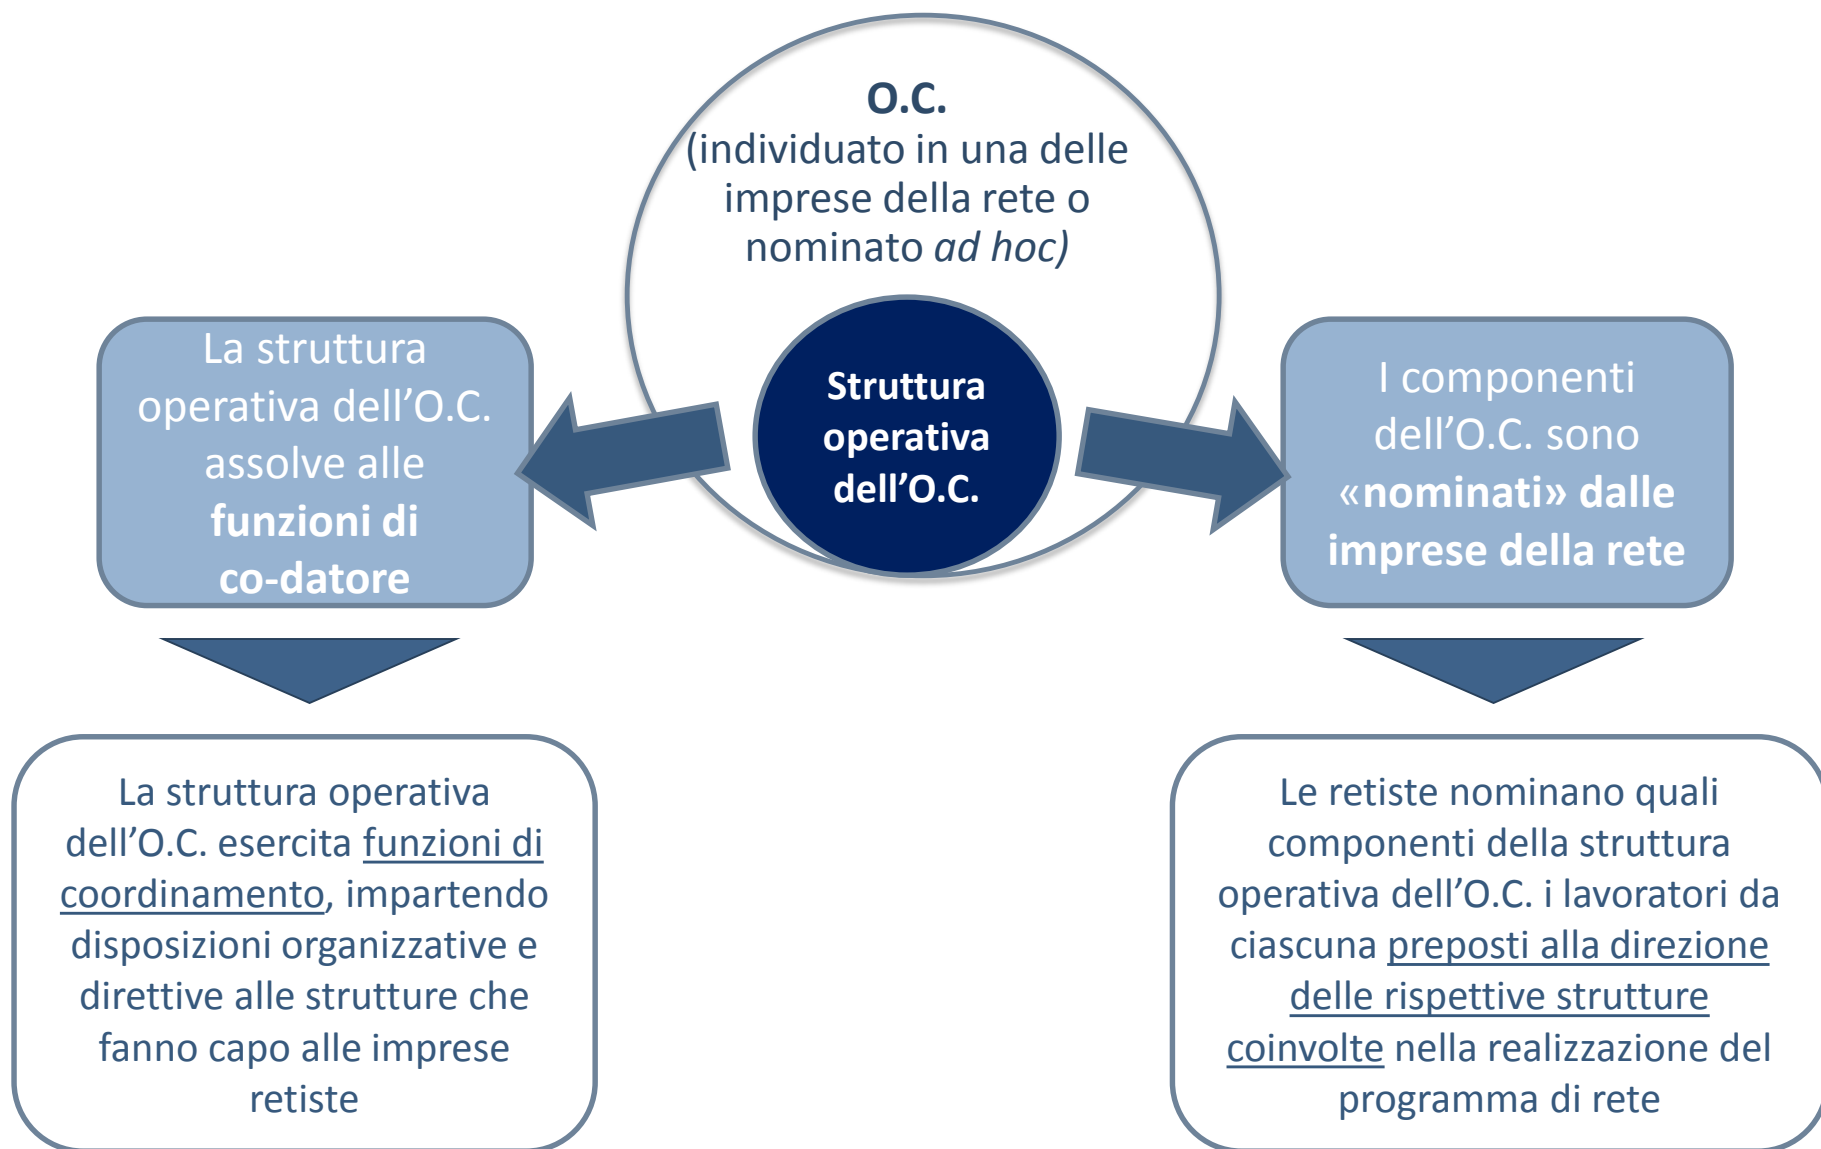 O.C.
(individuato in una delle
imprese della rete o
nominato ad hoc)
Struttura
operativa
dell’O.C.
La struttura
operativa dell’O.C.
assolve alle
funzioni di
co-datore
I componenti
dell’O.C. sono
«nominati» dalle
imprese della rete
La struttura operativa
dell’O.C. esercita funzioni di
coordinamento, impartendo
disposizioni organizzative e
direttive alle strutture che
fanno capo alle imprese
retiste
Le retiste nominano quali
componenti della struttura
operativa dell’O.C. i lavoratori da
ciascuna preposti alla direzione
delle rispettive strutture
coinvolte nella realizzazione del
programma di rete